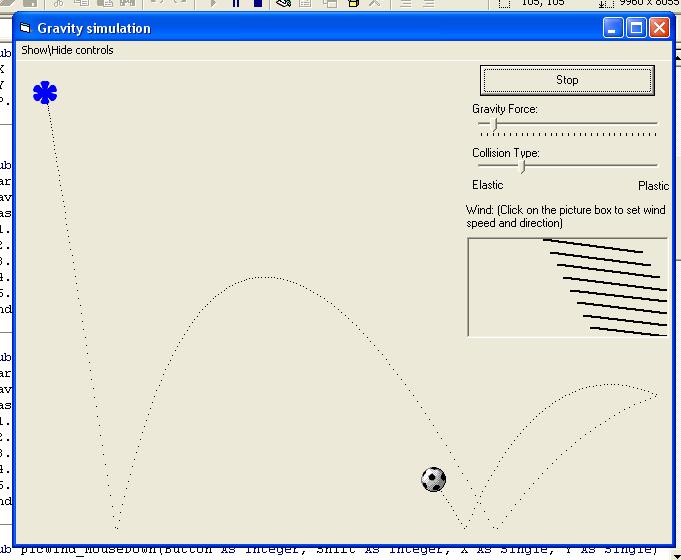 105, 105
9960 x 8055
Gravity simulation
Show\Hide controls
Stop
Gravity Force:
Collision Type:
Elastic
Plastic
Wind: (Click on the picture box to set wind
speed and direction)
picWind_MouseDown(Button As Integer, Shift As Integer, X As Single, Y As Single)